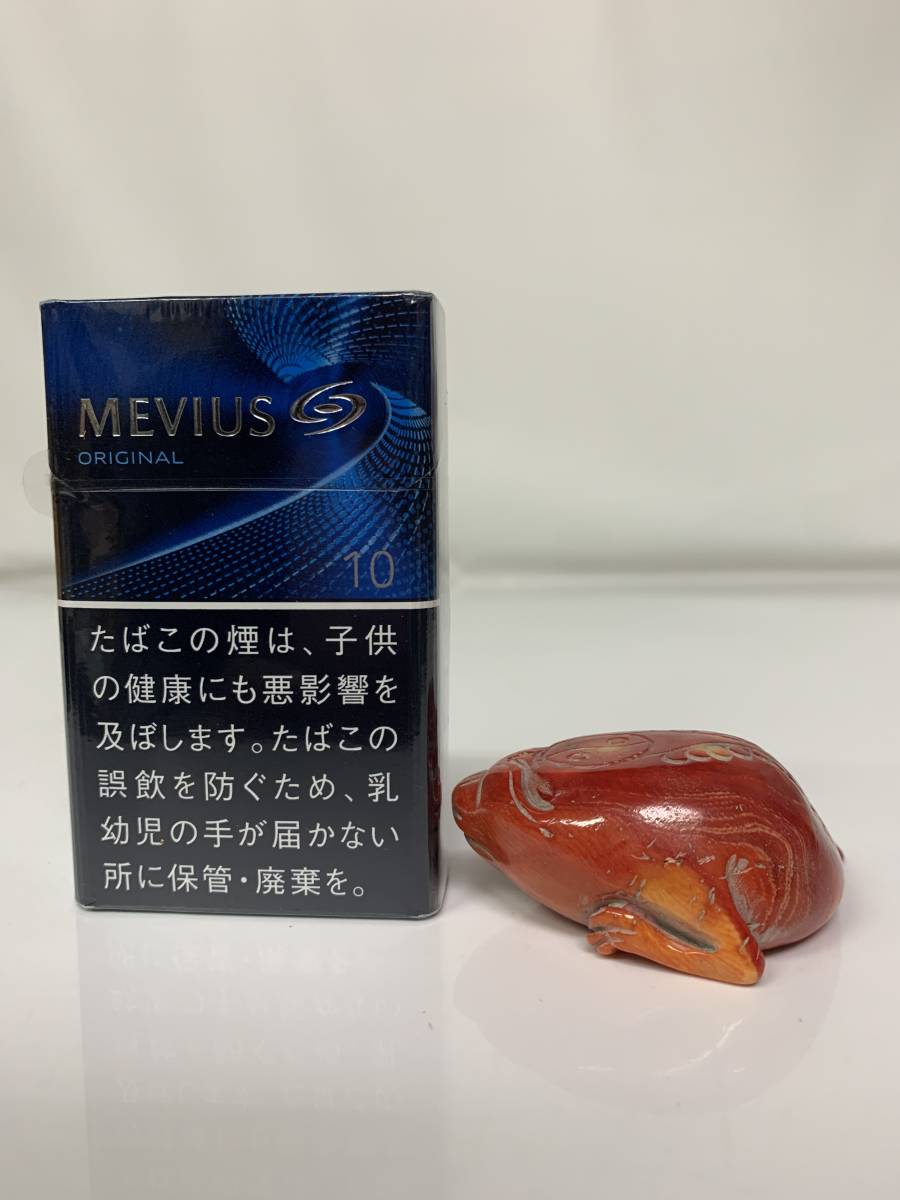 MEVIUS
ORIGINAL
10
たばこの煙は、子供
の健康にも悪影響を
及ぼします。たばこの
誤飲を防ぐため、乳
幼児の手が届かない
所に保管・廃棄を。